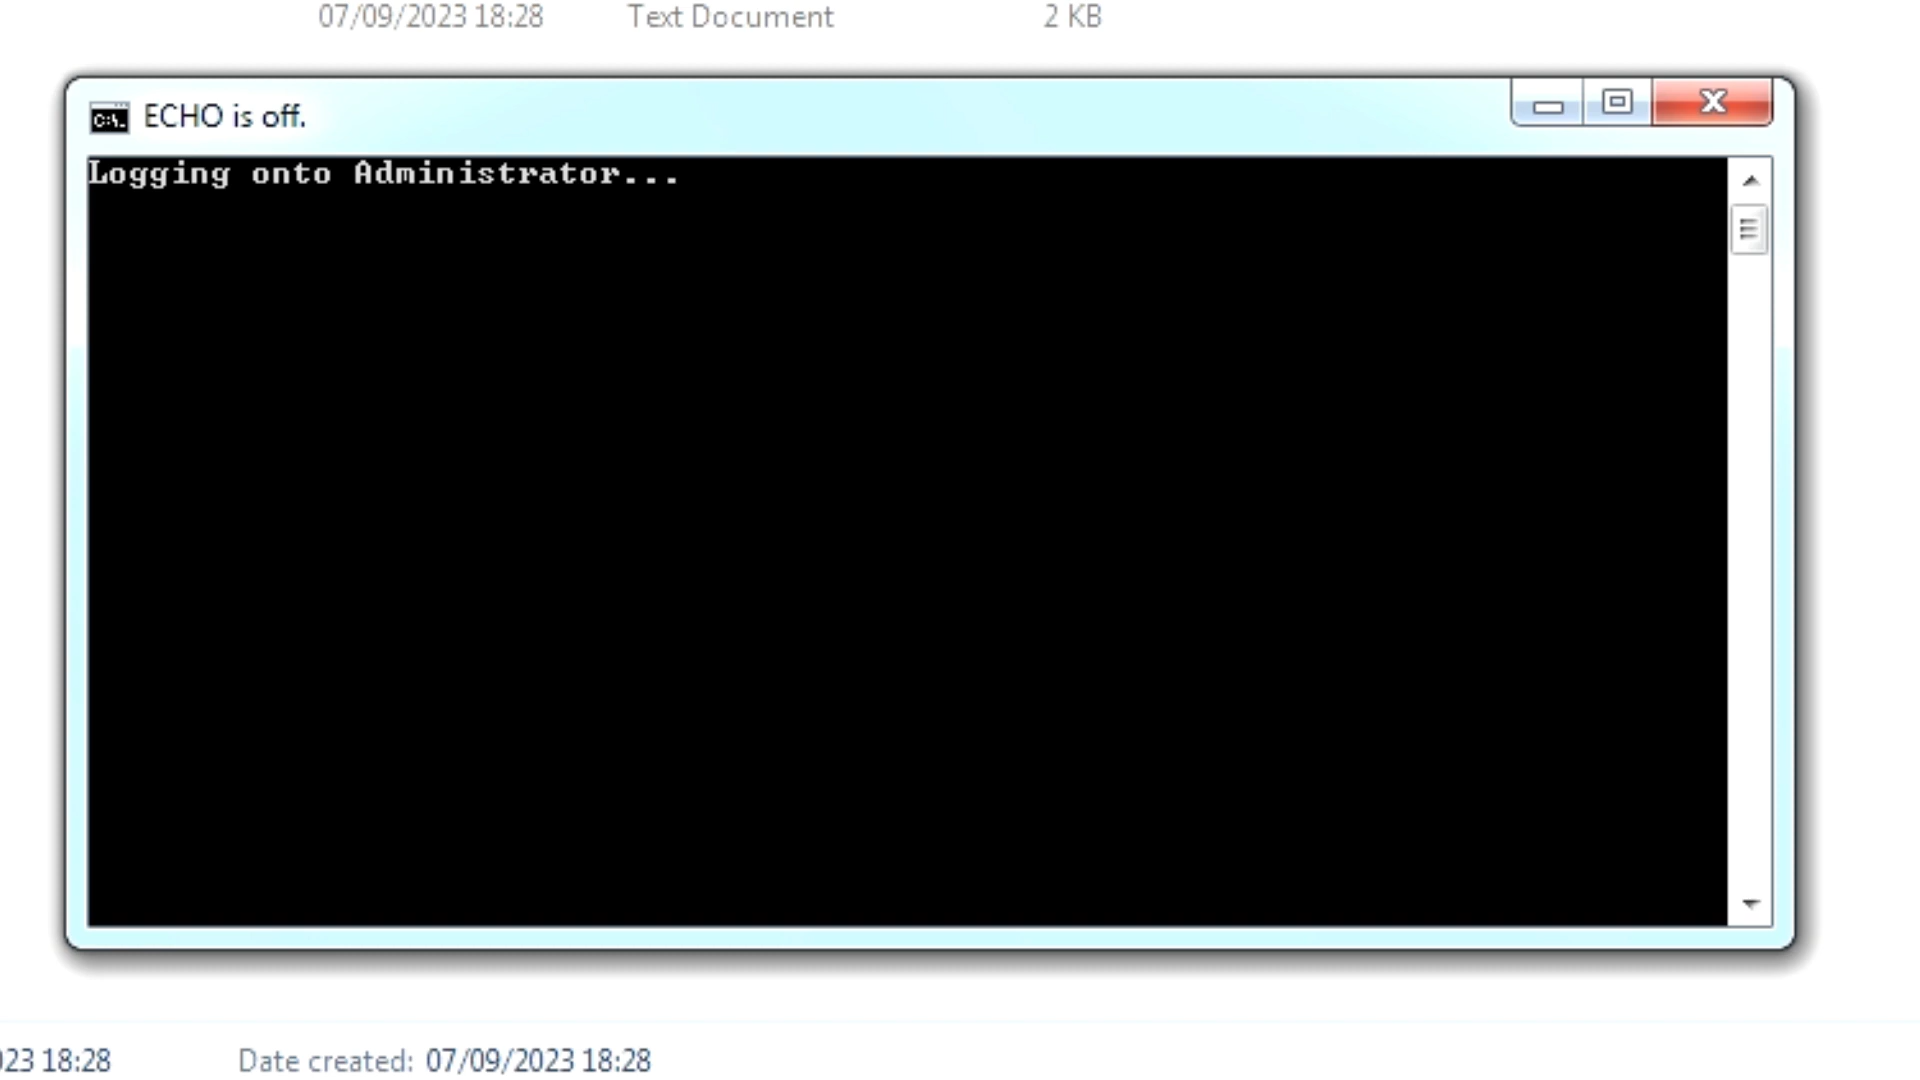 07/09/2023 18:28 Text Document 2 KB
ECHO is off.
Logging onto Administrator...
023 18:28 Date created: 07/09/2023 18:28